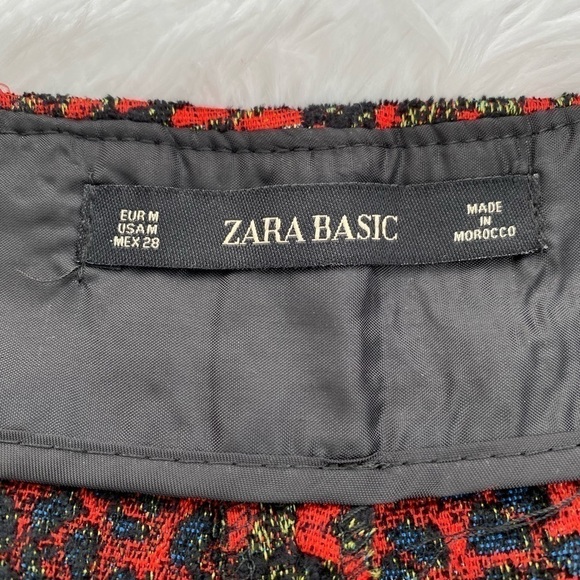 EUR M
USA M
MEX 28
ZARA BASIC
MADE
IN
MOROCCO